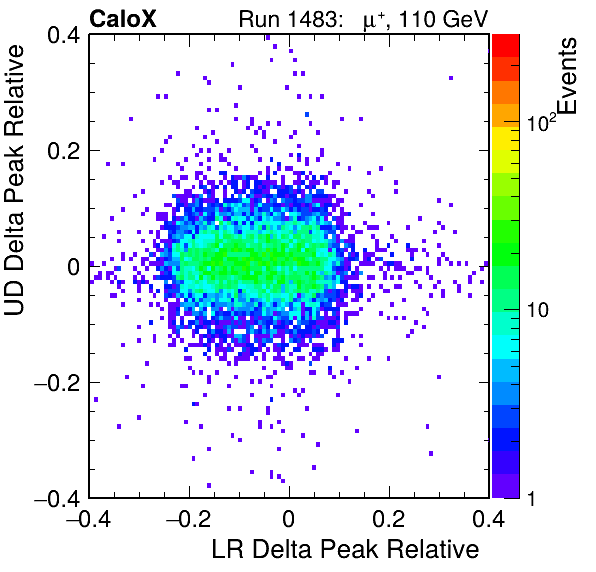 CaloX Run 1483: μ⁺, 110 GeV
UD Delta Peak Relative
0.4
0.2
0
−0.2
−0.4
−0.4 −0.2 0 0.2 0.4
LR Delta Peak Relative
Events
10²
10
1